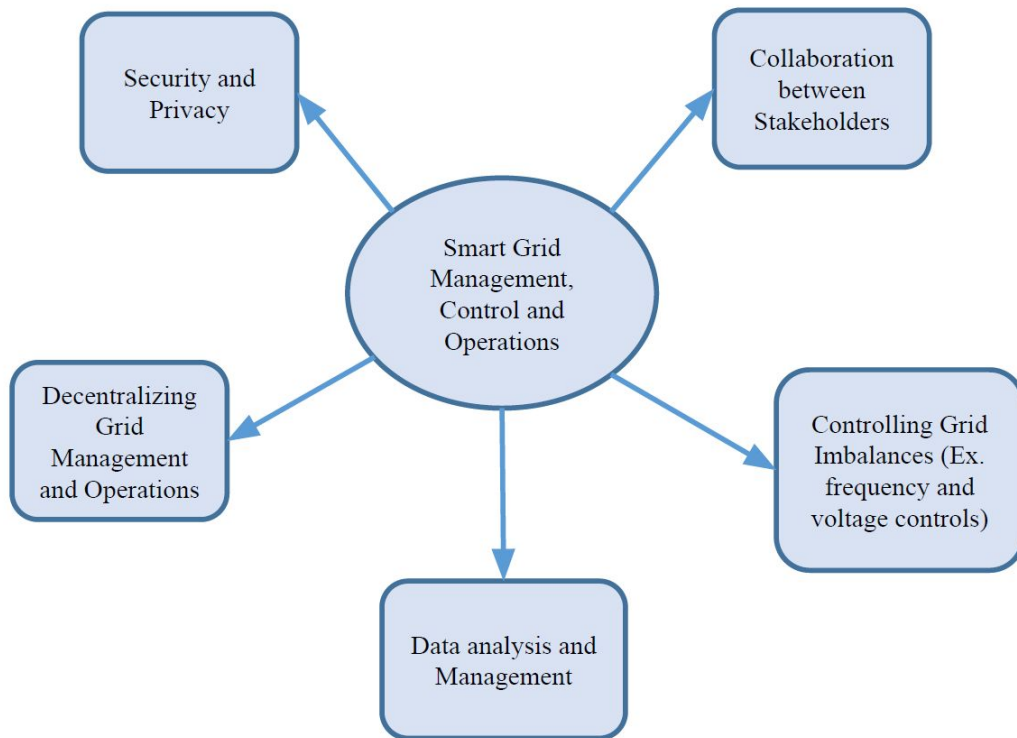 Security and
Privacy
Collaboration
between
Stakeholders
Smart Grid
Management,
Control and
Operations
Decentralizing
Grid
Management
and Operations
Controlling Grid
Imbalances (Ex.
frequency and
voltage controls)
Data analysis and
Management